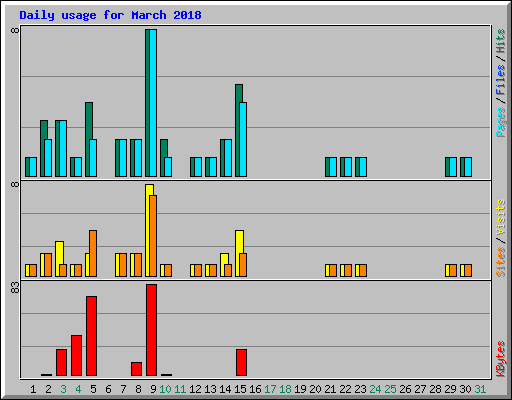 Daily usage for March 2018
8
Pages / Files / Hits
8
Sites / Visits
83
KBytes
1 2 3 4 5 6 7 8 9 10 11 12 13 14 15 16 17 18 19 20 21 22 23 24 25 26 27 28 29 30 31